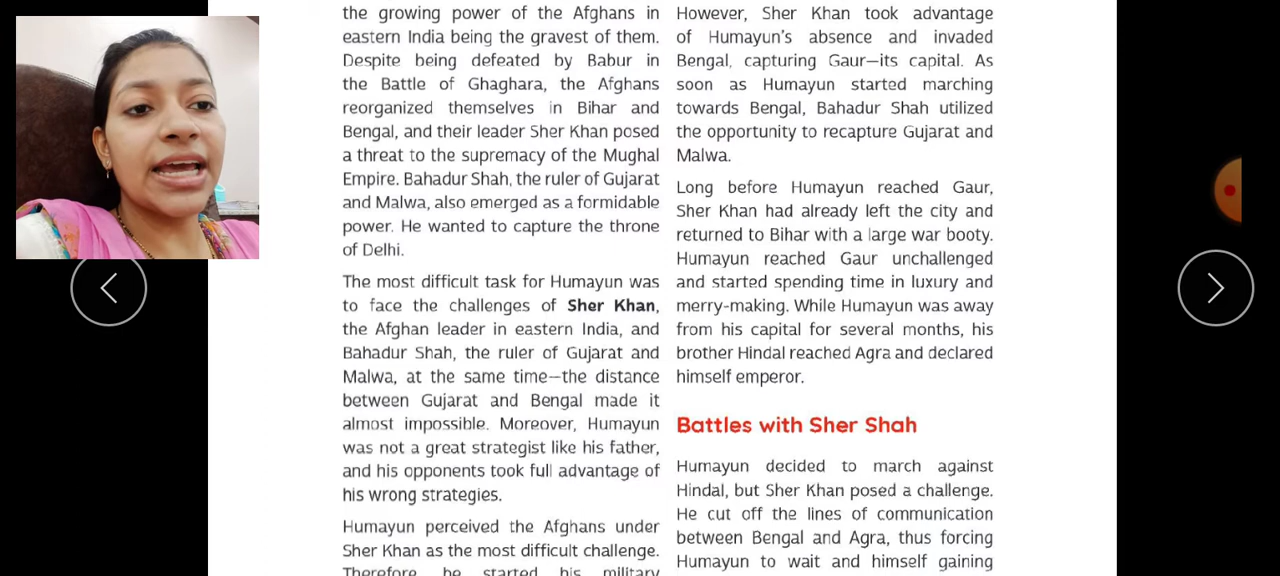 the growing power of the Afghans in
eastern India being the gravest of them.
Despite being defeated by Babur in
the Battle of Ghaghara, the Afghans
reorganized themselves in Bihar and
Bengal, and their leader Sher Khan posed
a threat to the supremacy of the Mughal
Empire. Bahadur Shah, the ruler of Gujarat
and Malwa, also emerged as a formidable
power. He wanted to capture the throne
of Delhi.
The most difficult task for Humayun was
to face the challenges of Sher Khan,
the Afghan leader in eastern India, and
Bahadur Shah, the ruler of Gujarat and
Malwa, at the same time—the distance
between Gujarat and Bengal made it
almost impossible. Moreover, Humayun
was not a great strategist like his father,
and his opponents took full advantage of
his wrong strategies.
Humayun perceived the Afghans under
Sher Khan as the most difficult challenge.
Therefore, he started his military
However, Sher Khan took advantage
of Humayun's absence and invaded
Bengal, capturing Gaur—its capital. As
soon as Humayun started marching
towards Bengal, Bahadur Shah utilized
the opportunity to recapture Gujarat and
Malwa.
Long before Humayun reached Gaur,
Sher Khan had already left the city and
returned to Bihar with a large war booty.
Humayun reached Gaur unchallenged
and started spending time in luxury and
merry-making. While Humayun was away
from his capital for several months, his
brother Hindal reached Agra and declared
himself emperor.
Battles with Sher Shah
Humayun decided to march against
Hindal, but Sher Khan posed a challenge.
He cut off the lines of communication
between Bengal and Agra, thus forcing
Humayun to wait and himself gaining